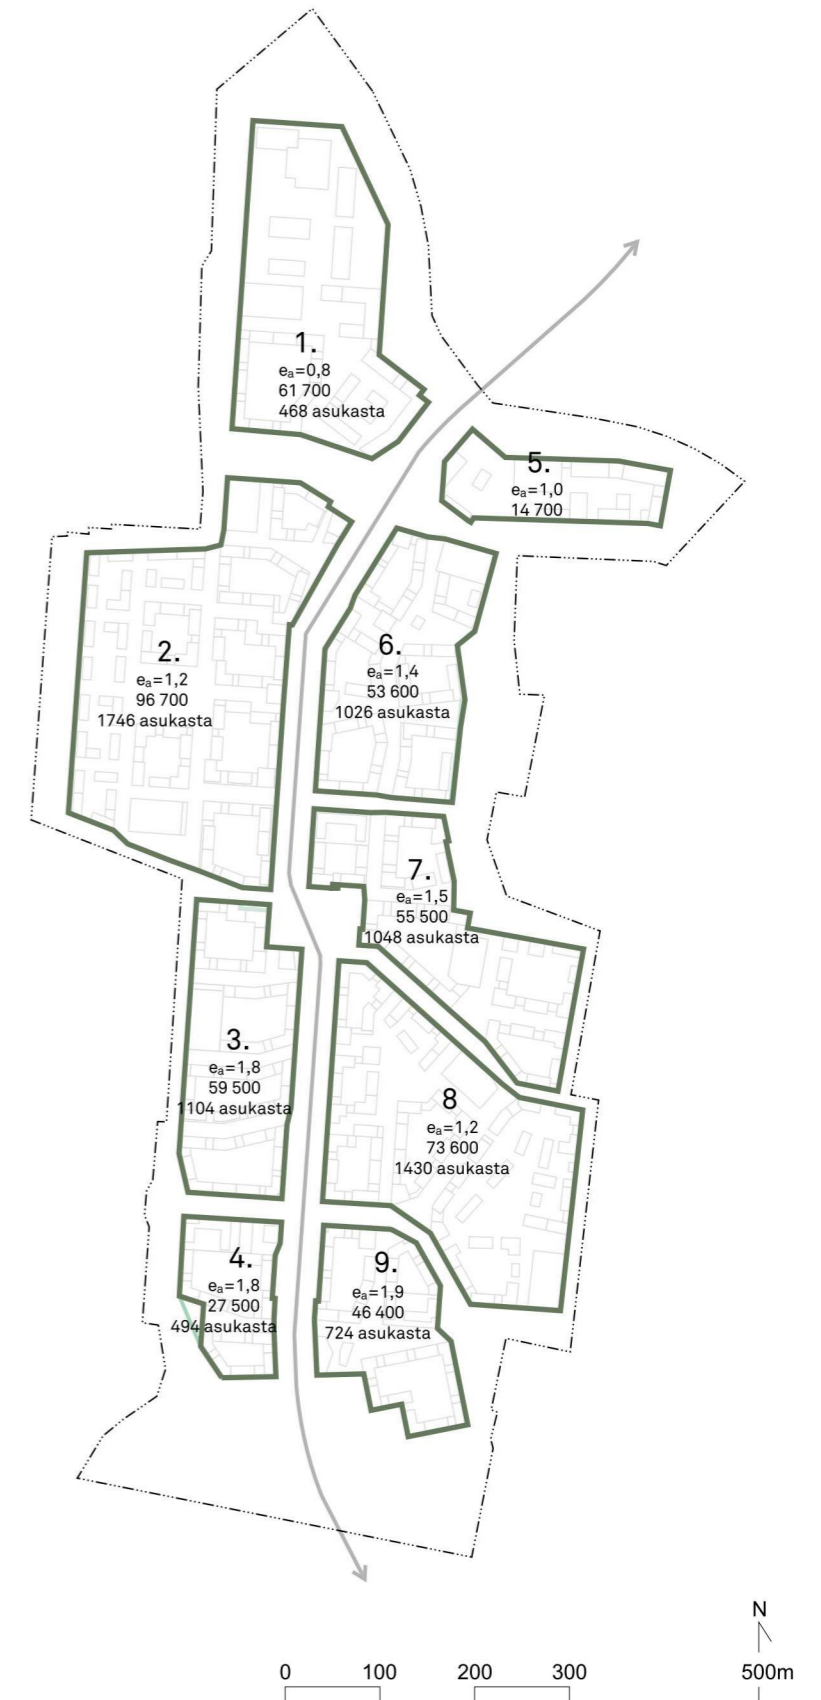 1.
eₐ=0,8
61 700
468 asukasta
5.
eₐ=1,0
14 700
2.
eₐ=1,2
96 700
1746 asukasta
6.
eₐ=1,4
53 600
1026 asukasta
7.
eₐ=1,5
55 500
1048 asukasta
3.
eₐ=1,8
59 500
1104 asukasta
8
eₐ=1,2
73 600
1430 asukasta
4.
eₐ=1,8
27 500
494 asukasta
9.
eₐ=1,9
46 400
724 asukasta
N
0 100 200 300 500m